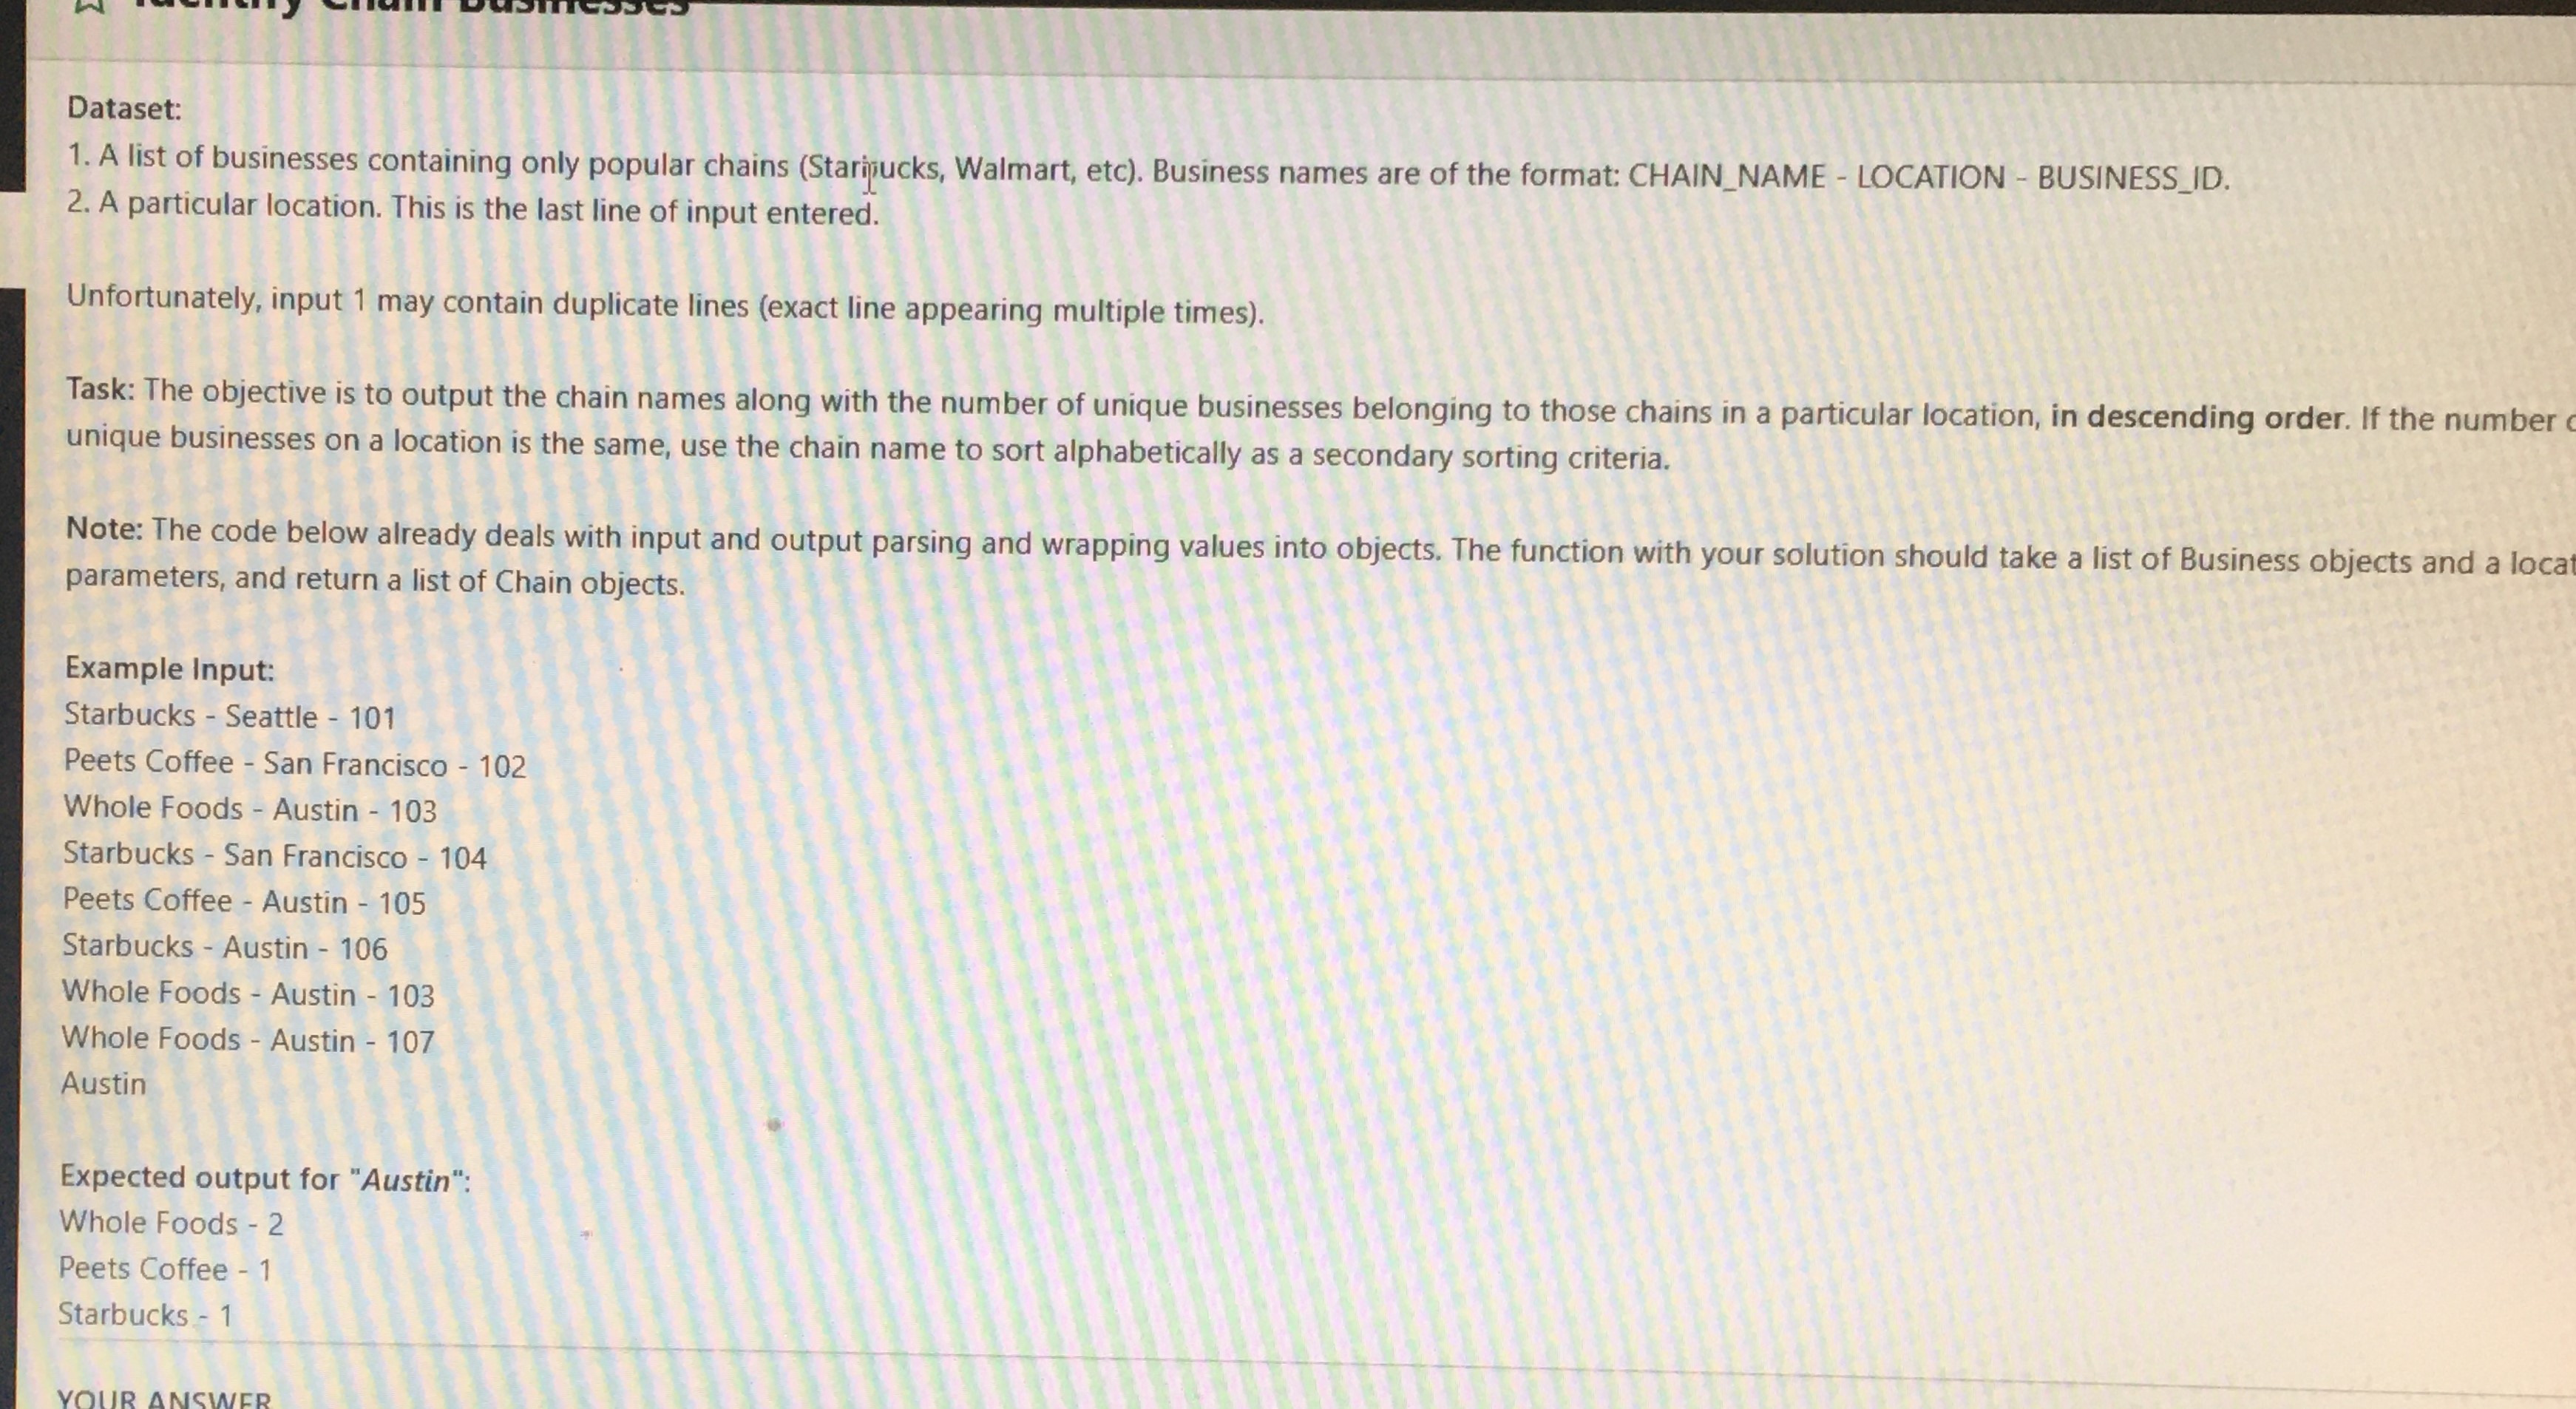 Identify Chain Businesses
Dataset:
1. A list of businesses containing only popular chains (Starbucks, Walmart, etc). Business names are of the format: CHAIN_NAME - LOCATION - BUSINESS_ID.
2. A particular location. This is the last line of input entered.
Unfortunately, input 1 may contain duplicate lines (exact line appearing multiple times).
Task: The objective is to output the chain names along with the number of unique businesses belonging to those chains in a particular location, in descending order. If the number
unique businesses on a location is the same, use the chain name to sort alphabetically as a secondary sorting criteria.
Note: The code below already deals with input and output parsing and wrapping values into objects. The function with your solution should take a list of Business objects and a locat
parameters, and return a list of Chain objects.
Example Input:
Starbucks - Seattle - 101
Peets Coffee - San Francisco - 102
Whole Foods - Austin - 103
Starbucks - San Francisco - 104
Peets Coffee - Austin - 105
Starbucks - Austin - 106
Whole Foods - Austin - 103
Whole Foods - Austin - 107
Austin
Expected output for "Austin":
Whole Foods - 2
Peets Coffee - 1
Starbucks - 1
YOUR ANSWER